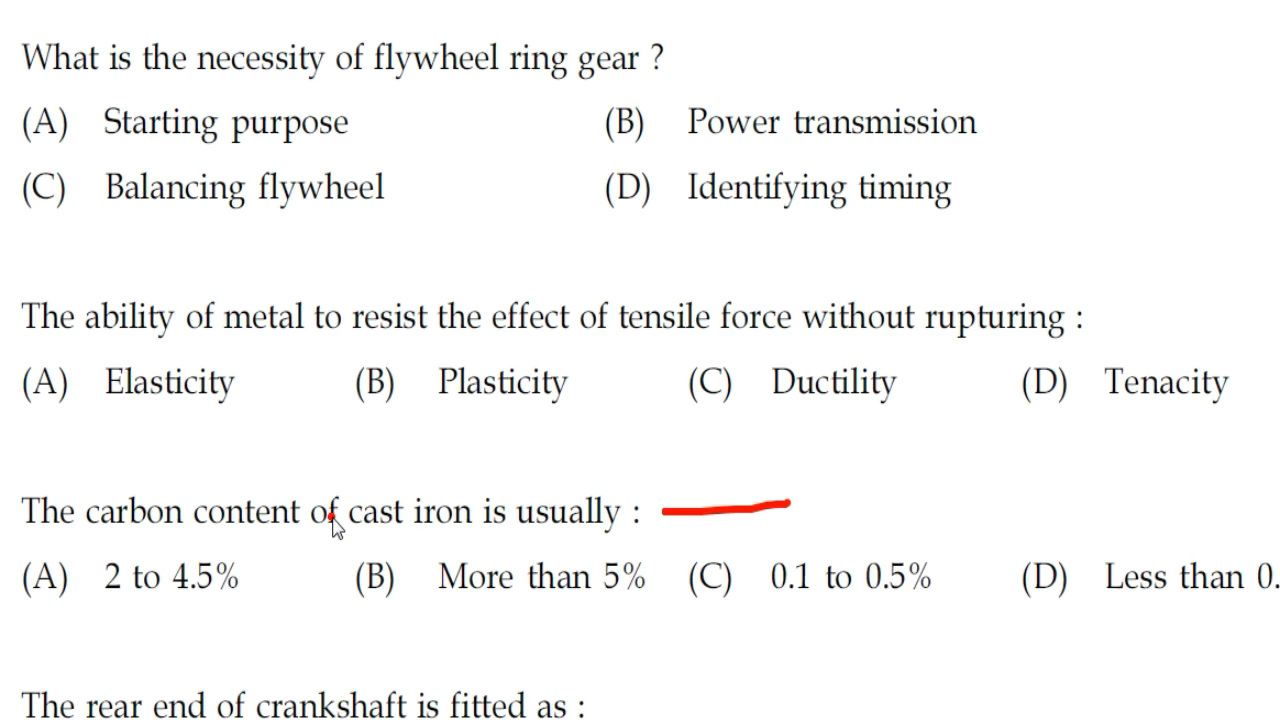 What is the necessity of flywheel ring gear ?
(A) Starting purpose (B) Power transmission
(C) Balancing flywheel (D) Identifying timing
The ability of metal to resist the effect of tensile force without rupturing :
(A) Elasticity (B) Plasticity (C) Ductility (D) Tenacity
The carbon content of cast iron is usually :
(A) 2 to 4.5% (B) More than 5% (C) 0.1 to 0.5% (D) Less than 0.
The rear end of crankshaft is fitted as :